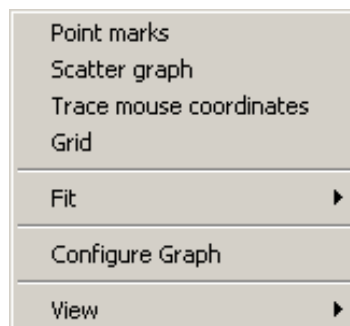 Point marks
Scatter graph
Trace mouse coordinates
Grid
Fit
Configure Graph
View